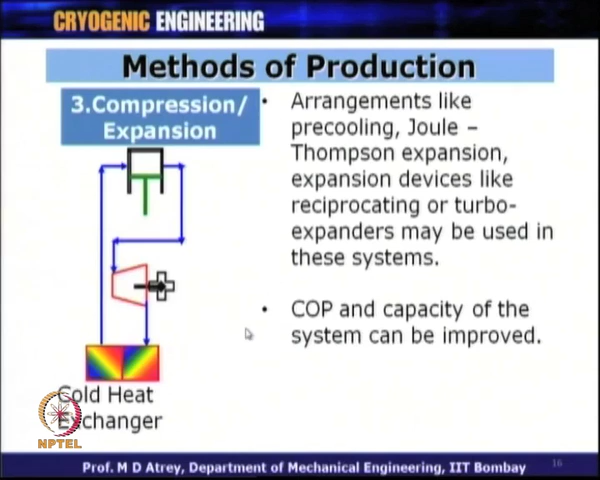 CRYOGENIC ENGINEERING
Methods of Production
3.Compression/
Expansion
• Arrangements like
precooling, Joule –
Thompson expansion,
expansion devices like
reciprocating or turbo-
expanders may be used in
these systems.
• COP and capacity of the
system can be improved.
Cold Heat
Exchanger
NPTEL
Prof. M D Atrey, Department of Mechanical Engineering, IIT Bombay
16